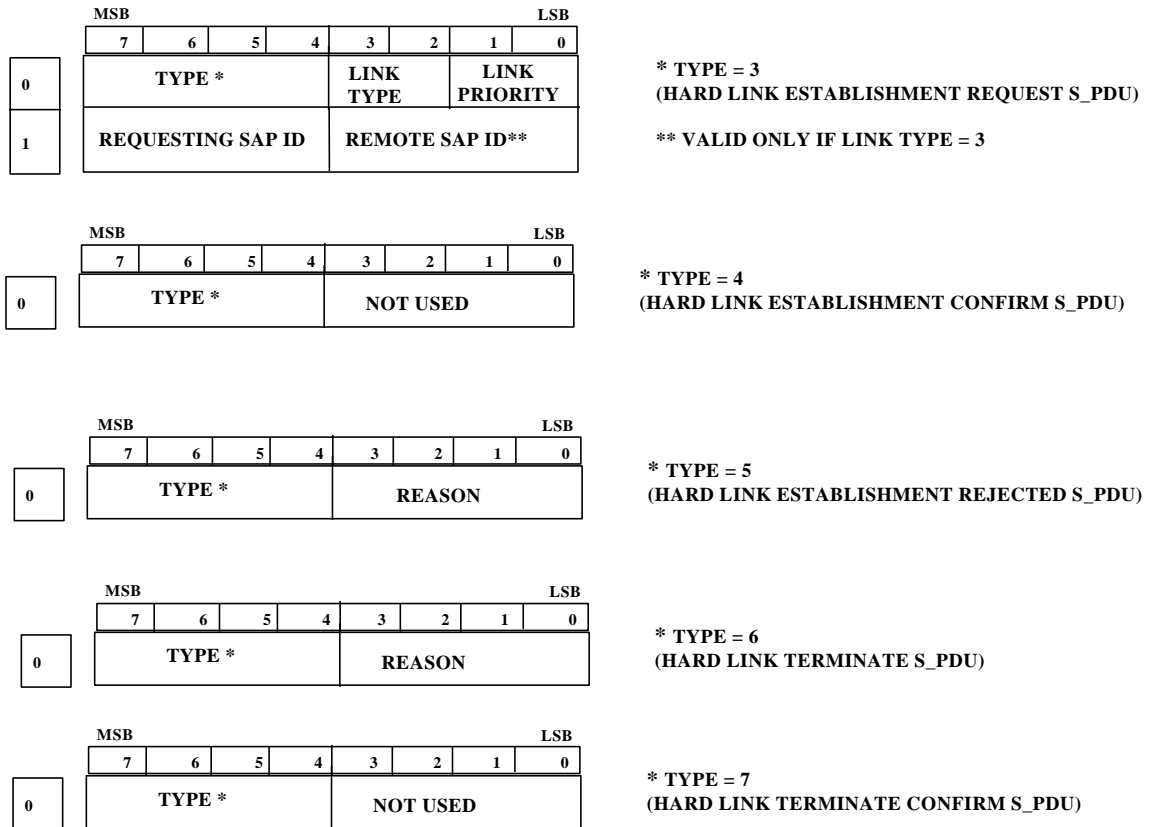 MSB LSB
7 6 5 4 3 2 1 0
0 TYPE * LINK TYPE LINK PRIORITY
1 REQUESTING SAP ID REMOTE SAP ID**
* TYPE = 3
(HARD LINK ESTABLISHMENT REQUEST S_PDU)
** VALID ONLY IF LINK TYPE = 3
MSB LSB
7 6 5 4 3 2 1 0
0 TYPE * NOT USED
* TYPE = 4
(HARD LINK ESTABLISHMENT CONFIRM S_PDU)
MSB LSB
7 6 5 4 3 2 1 0
0 TYPE * REASON
* TYPE = 5
(HARD LINK ESTABLISHMENT REJECTED S_PDU)
MSB LSB
7 6 5 4 3 2 1 0
0 TYPE * REASON
* TYPE = 6
(HARD LINK TERMINATE S_PDU)
MSB LSB
7 6 5 4 3 2 1 0
0 TYPE * NOT USED
* TYPE = 7
(HARD LINK TERMINATE CONFIRM S_PDU)